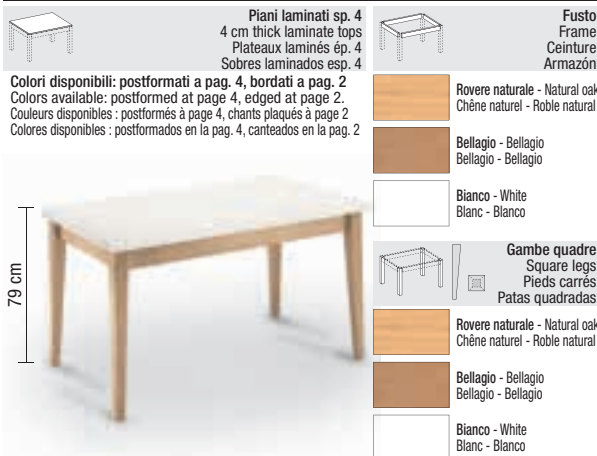 Piani laminati sp. 4
4 cm thick laminate tops
Plateaux laminés ép. 4
Sobres laminados esp. 4
Colori disponibili: postformati a pag. 4, bordati a pag. 2
Colors available: postformed at page 4, edged at page 2.
Couleurs disponibles : postformés à page 4, chants plaqués à page 2
Colores disponibles : postformados en la pag. 4, canteados en la pag. 2
79 cm
Fusto
Frame
Ceinture
Armazón
Rovere naturale - Natural oak
Chêne naturel - Roble natural
Bellagio - Bellagio
Bellagio - Bellagio
Bianco - White
Blanc - Blanco
Gambe quadre
Square legs
Pieds carrés
Patas quadradas
Rovere naturale - Natural oak
Chêne naturel - Roble natural
Bellagio - Bellagio
Bellagio - Bellagio
Bianco - White
Blanc - Blanco